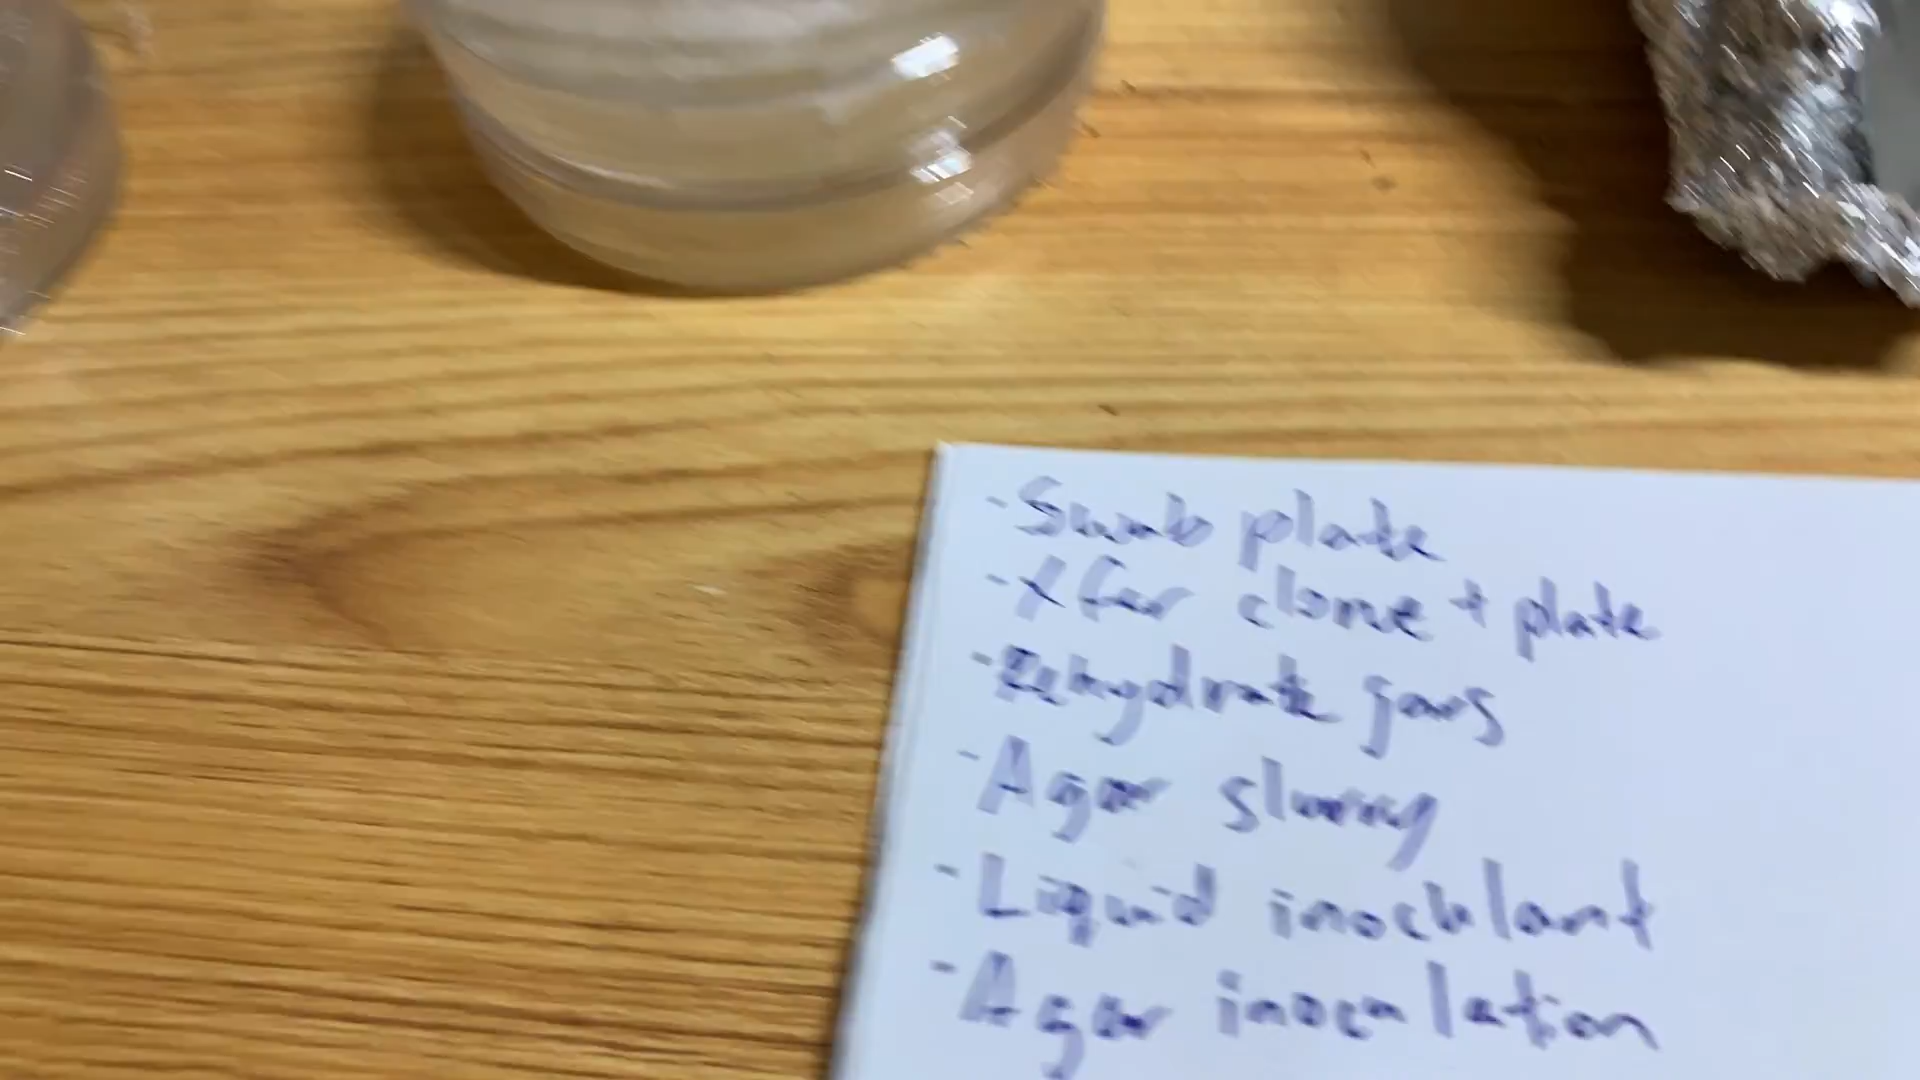 - Swab plate
- Xfer clone + plate
- Rehydrate jars
- Agar slurry
- Liquid inoculant
- Agar inoculation